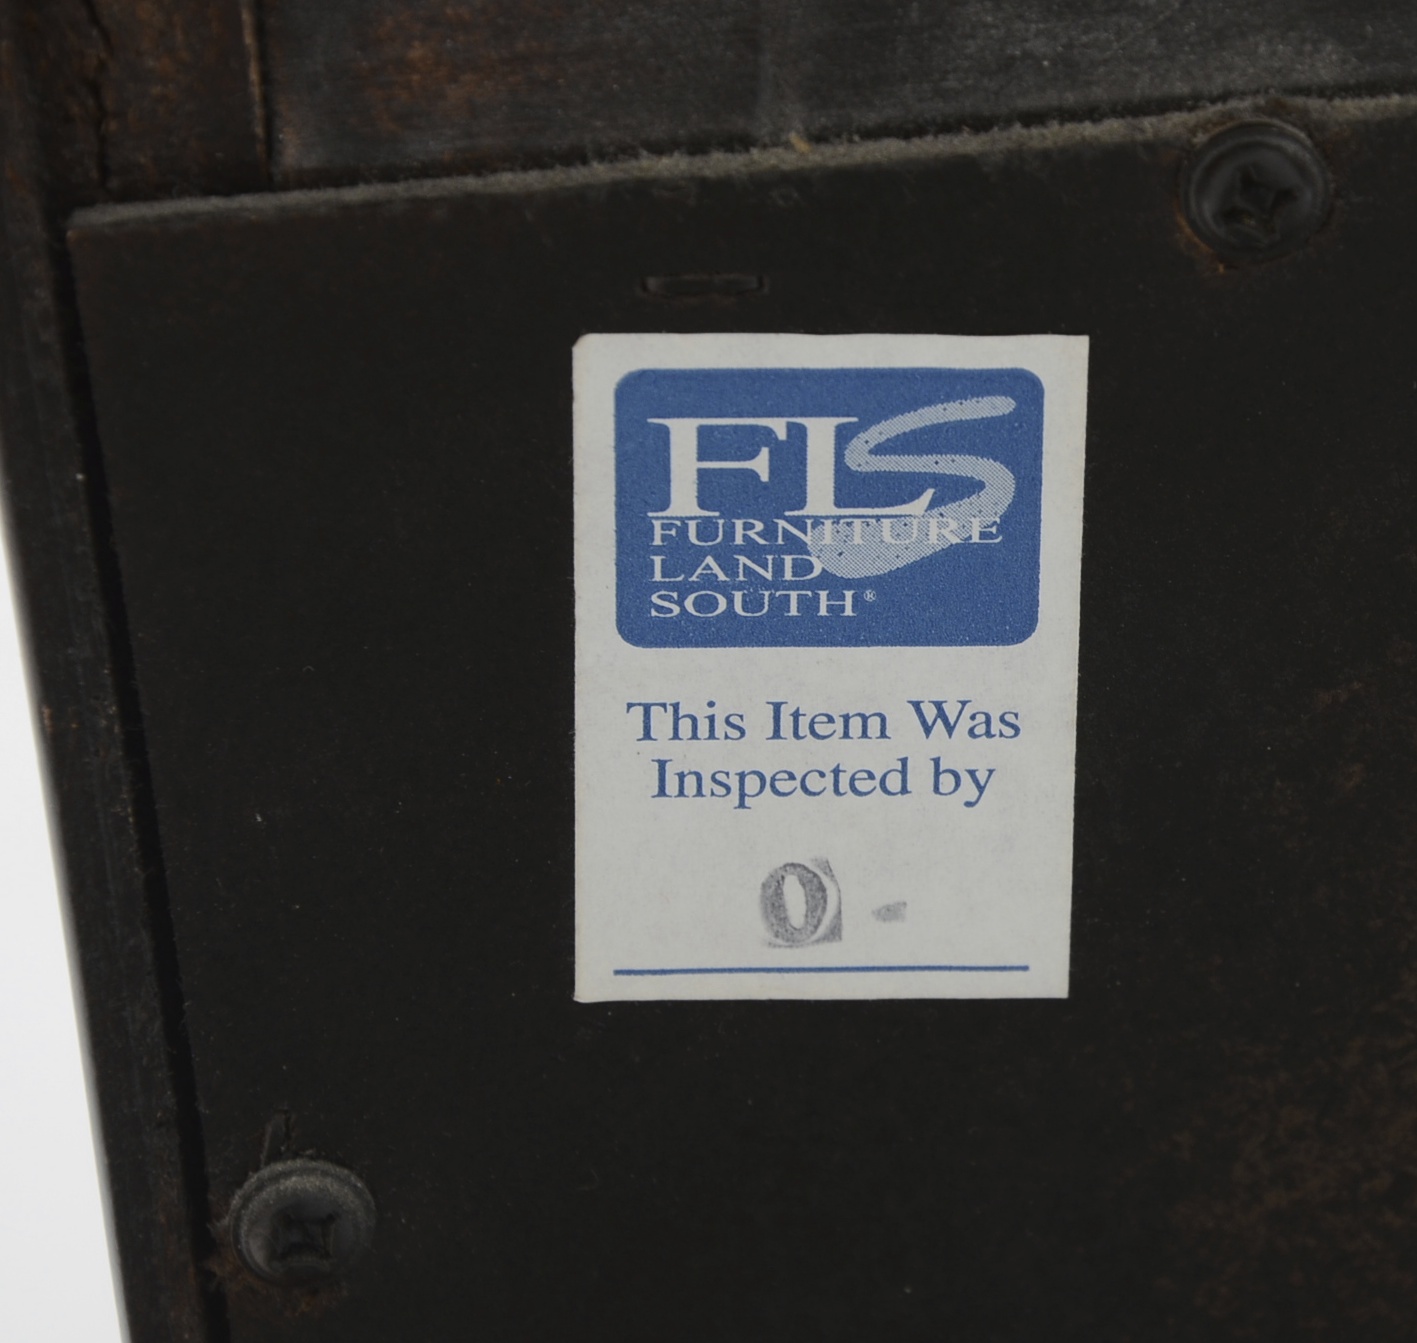 FLS
FURNITURE
LAND
SOUTH®
This Item Was
Inspected by
0